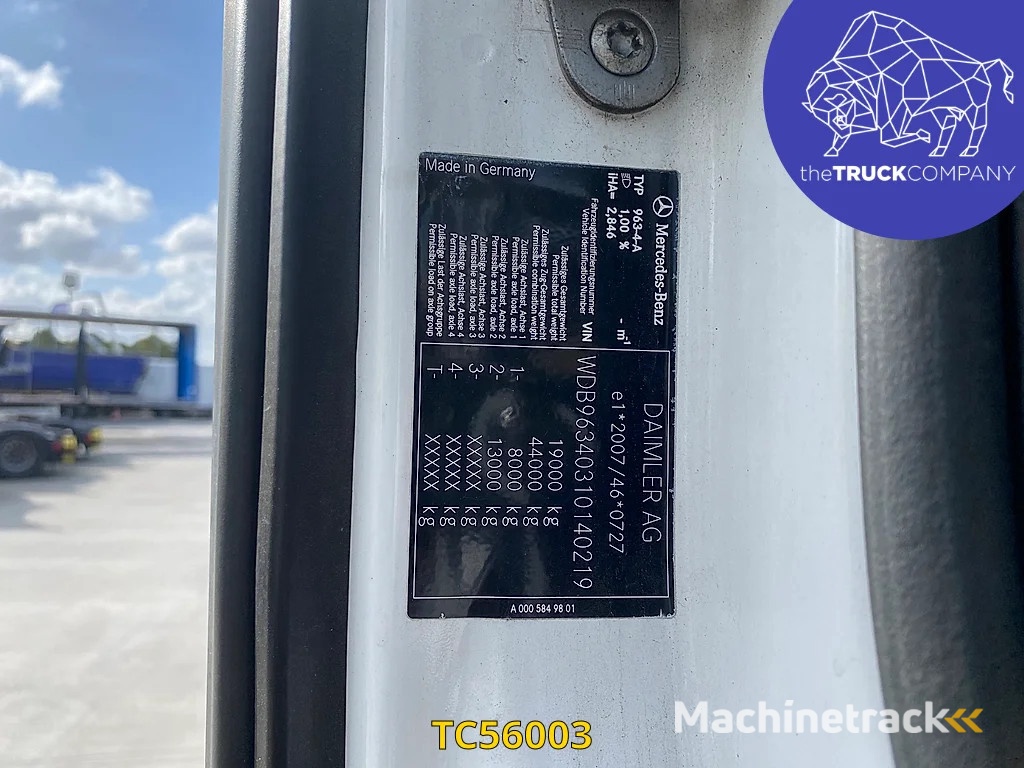 theTRUCKCOMPANY
Made in Germany
Mercedes-Benz DAIMLER AG
TYP 963-4-A e1*2007/46*0727
1,00 % - m-1
iHA= 2,846
Fahrzeugidentifizierungsnummer
Vehicle Identification Number VIN WDB96340310140219
Zulässiges Gesamtgewicht
Permissible total weight 19000 kg
Zulässiges Zug-Gesamtgewicht
Permissible combination weight 44000 kg
Zulässige Achslast, Achse 1
Permissible axle load, axle 1 1- 8000 kg
Zulässige Achslast, Achse 2
Permissible axle load, axle 2 2- 13000 kg
Zulässige Achslast, Achse 3
Permissible axle load, axle 3 3- XXXXX kg
Zulässige Achslast, Achse 4
Permissible axle load, axle 4 4- XXXXX kg
Zulässige Last der Achsgruppe
Permissible load on axle group T- XXXXX kg
A 000 584 98 01
Machinetrack
TC56003